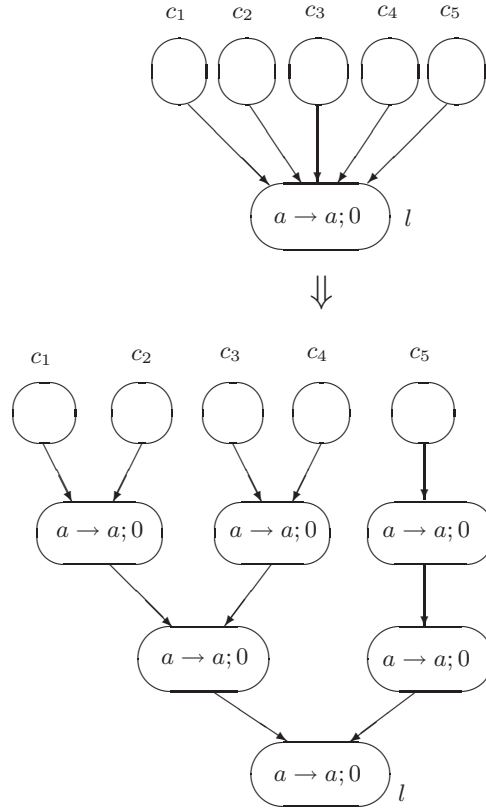 c₁ c₂ c₃ c₄ c₅
a → a; 0 l
⇓
c₁ c₂ c₃ c₄ c₅
a → a; 0 a → a; 0 a → a; 0
a → a; 0 a → a; 0
a → a; 0 l